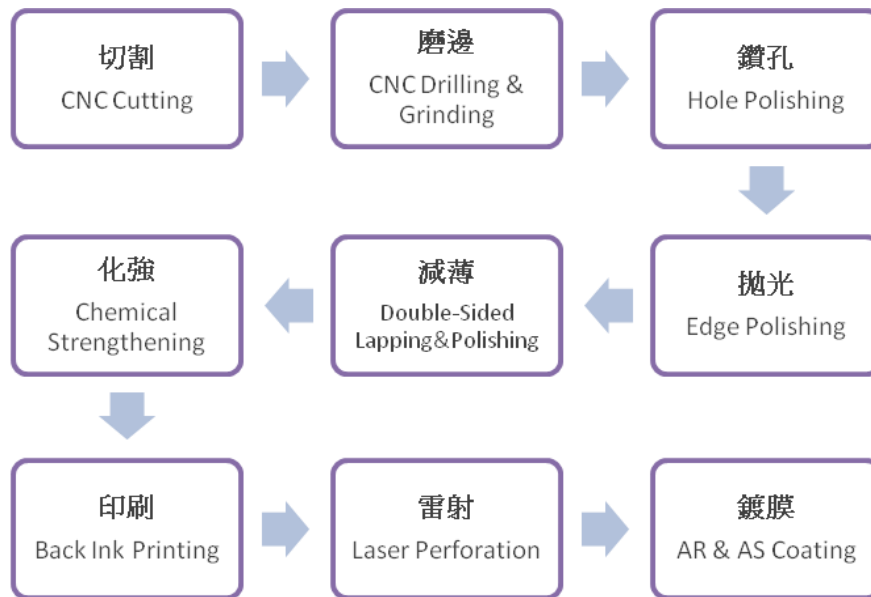 切割
CNC Cutting
磨邊
CNC Drilling &
Grinding
鑽孔
Hole Polishing
拋光
Edge Polishing
減薄
Double-Sided
Lapping&Polishing
化強
Chemical
Strengthening
印刷
Back Ink Printing
雷射
Laser Perforation
鍍膜
AR & AS Coating